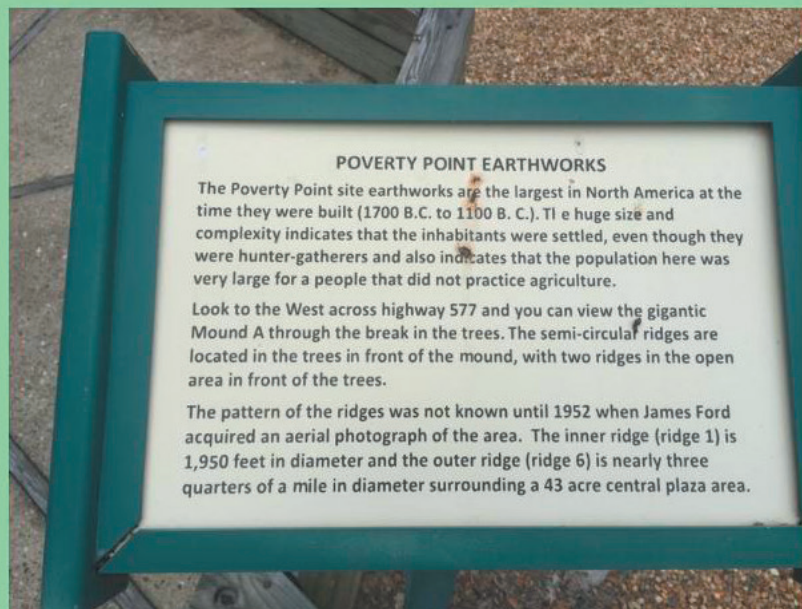 POVERTY POINT EARTHWORKS
The Poverty Point site earthworks are the largest in North America at the
time they were built (1700 B.C. to 1100 B. C.). Tl e huge size and
complexity indicates that the inhabitants were settled, even though they
were hunter-gatherers and also indicates that the population here was
very large for a people that did not practice agriculture.
Look to the West across highway 577 and you can view the gigantic
Mound A through the break in the trees. The semi-circular ridges are
located in the trees in front of the mound, with two ridges in the open
area in front of the trees.
The pattern of the ridges was not known until 1952 when James Ford
acquired an aerial photograph of the area. The inner ridge (ridge 1) is
1,950 feet in diameter and the outer ridge (ridge 6) is nearly three
quarters of a mile in diameter surrounding a 43 acre central plaza area.